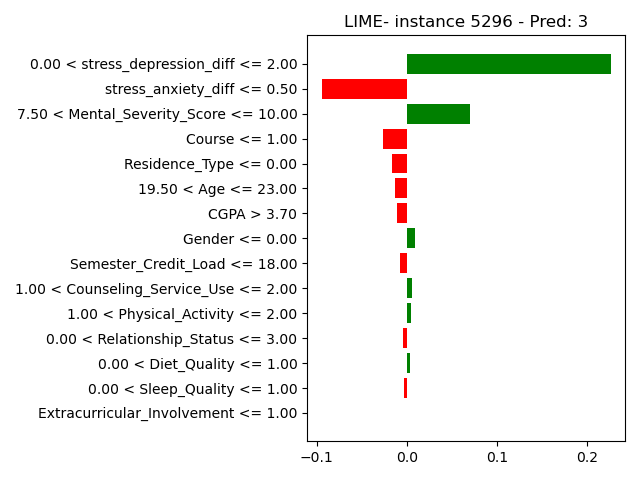 LIME- instance 5296 - Pred: 3
0.00 < stress_depression_diff <= 2.00
stress_anxiety_diff <= 0.50
7.50 < Mental_Severity_Score <= 10.00
Course <= 1.00
Residence_Type <= 0.00
19.50 < Age <= 23.00
CGPA > 3.70
Gender <= 0.00
Semester_Credit_Load <= 18.00
1.00 < Counseling_Service_Use <= 2.00
1.00 < Physical_Activity <= 2.00
0.00 < Relationship_Status <= 3.00
0.00 < Diet_Quality <= 1.00
0.00 < Sleep_Quality <= 1.00
Extracurricular_Involvement <= 1.00
−0.1 0.0 0.1 0.2